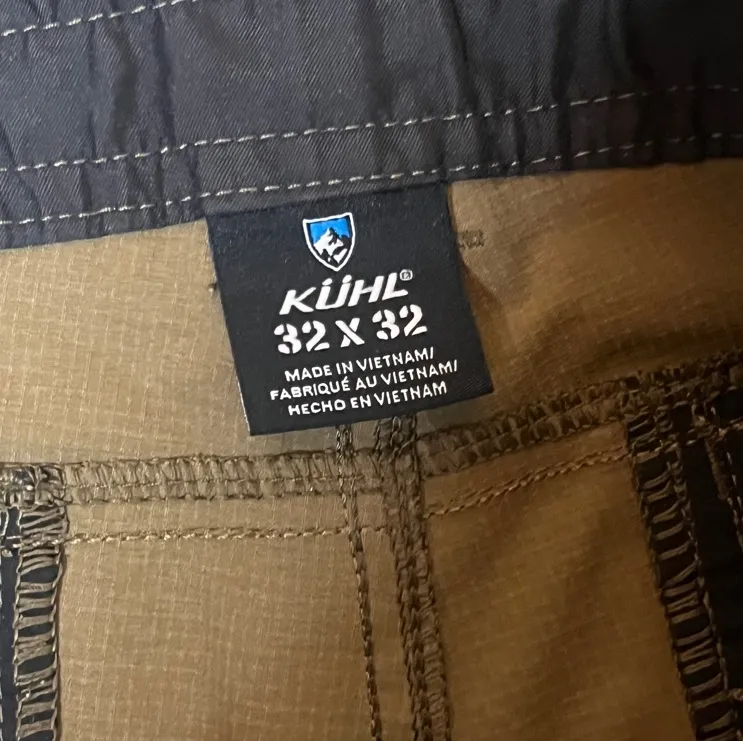 KÜHL®
32 X 32
MADE IN VIETNAM/
FABRIQUÉ AU VIETNAM/
HECHO EN VIETNAM